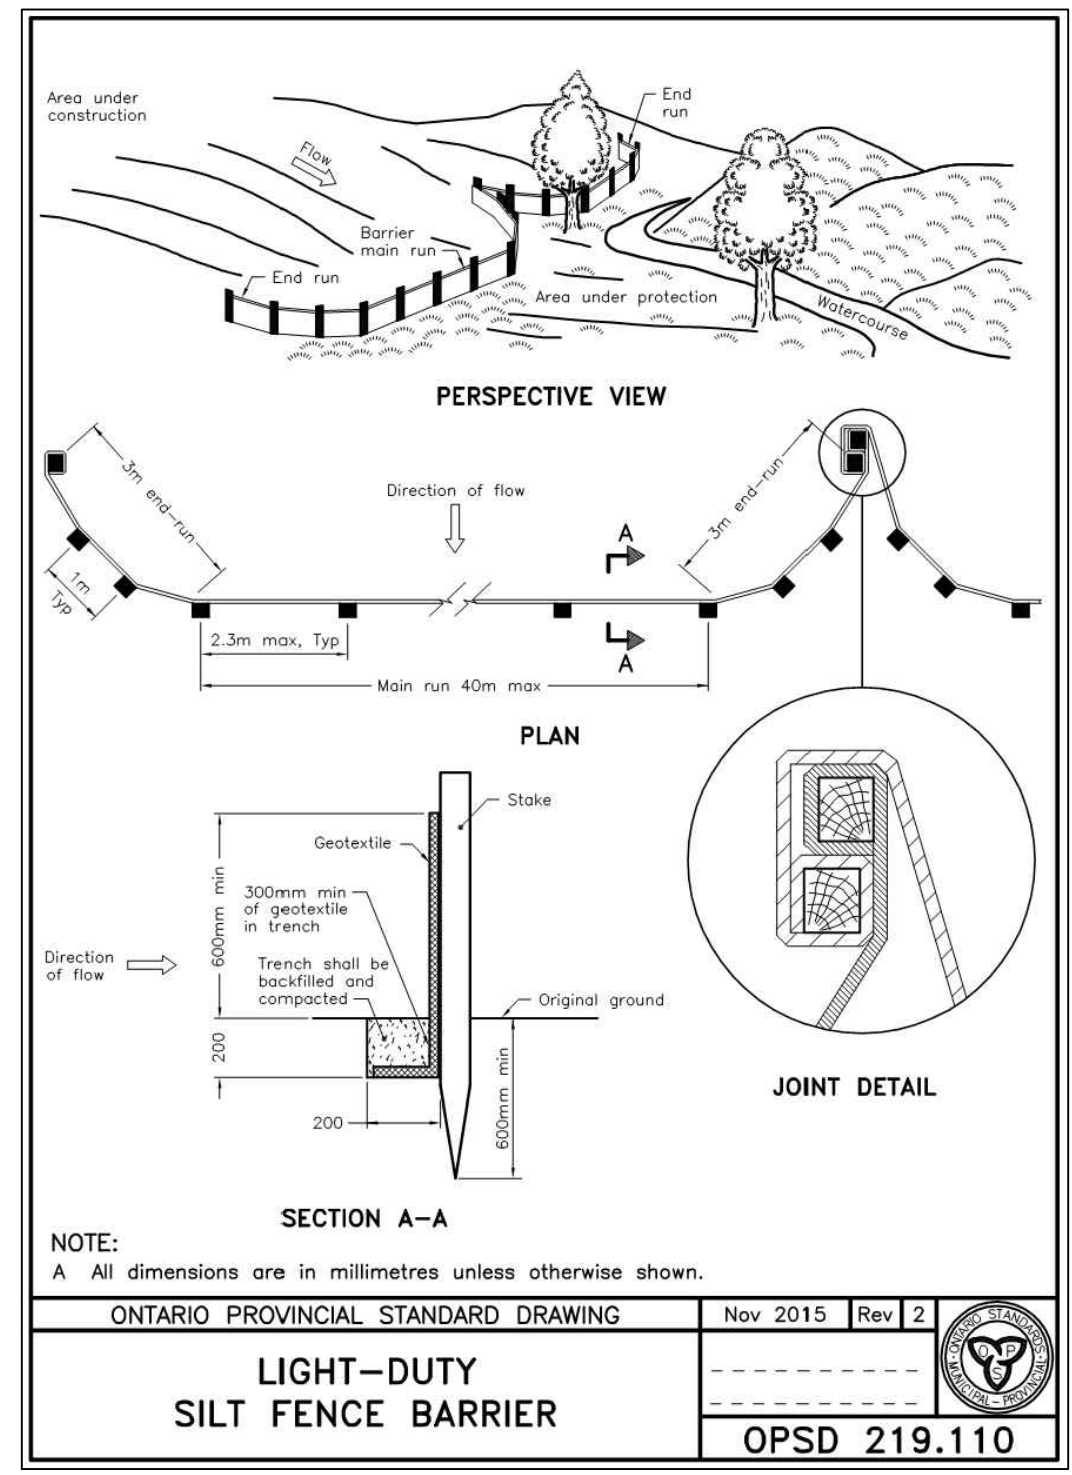 Area under
construction
Flow
End
run
Barrier
main run
End run
Area under protection
Watercourse
PERSPECTIVE VIEW
3m end-run
Direction of flow
3m end-run
A
1m
Typ
2.3m max, Typ
A
Main run 40m max
PLAN
Stake
Geotextile
600mm min
300mm min
of geotextile
in trench
Direction
of flow
Trench shall be
backfilled and
compacted
Original ground
200
600mm min
200
JOINT DETAIL
SECTION A-A
NOTE:
A All dimensions are in millimetres unless otherwise shown.
ONTARIO PROVINCIAL STANDARD DRAWING
Nov 2015
Rev
2
LIGHT-DUTY
SILT FENCE BARRIER
ONTARIO STANDARDS
MUNICIPAL-PROVINCIAL
O P
S
OPSD 219.110